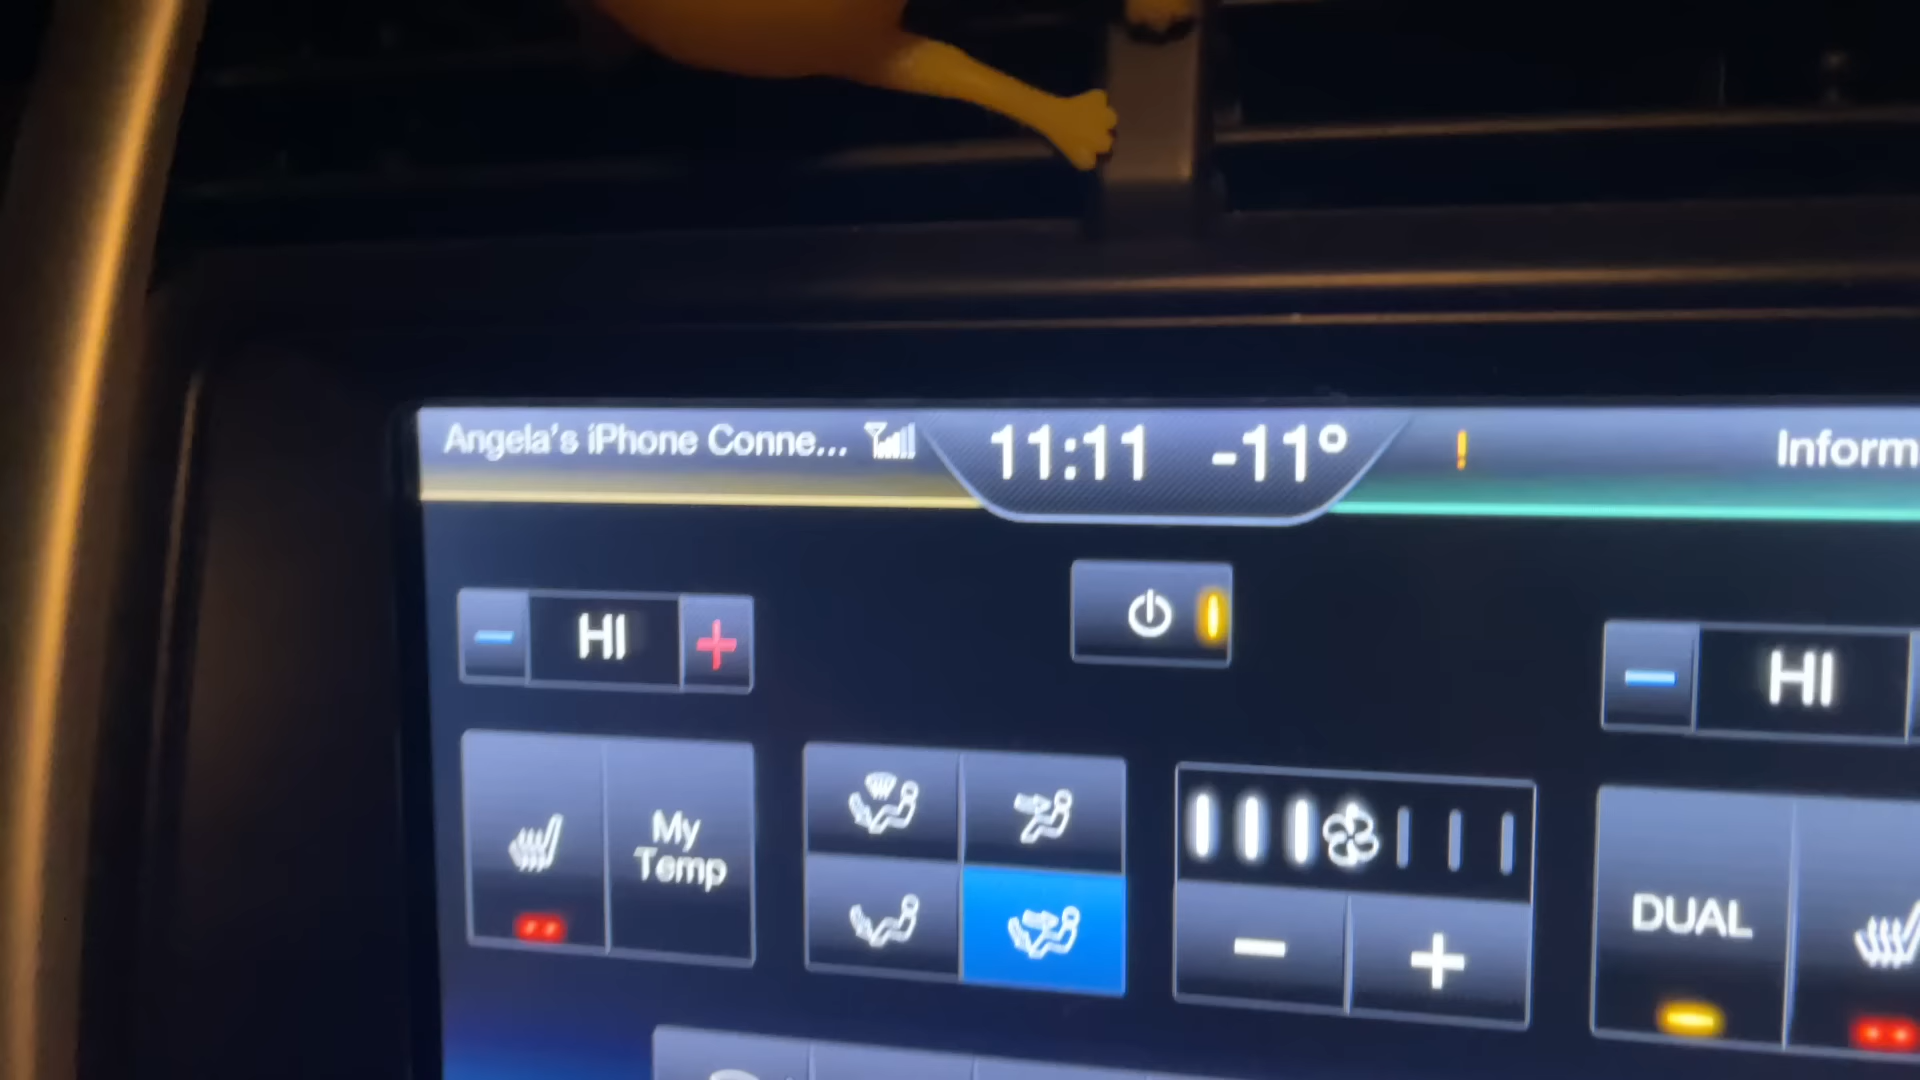 Angela's iPhone Conne...
11:11 -11°
!
Inform
HI
HI
My
Temp
DUAL